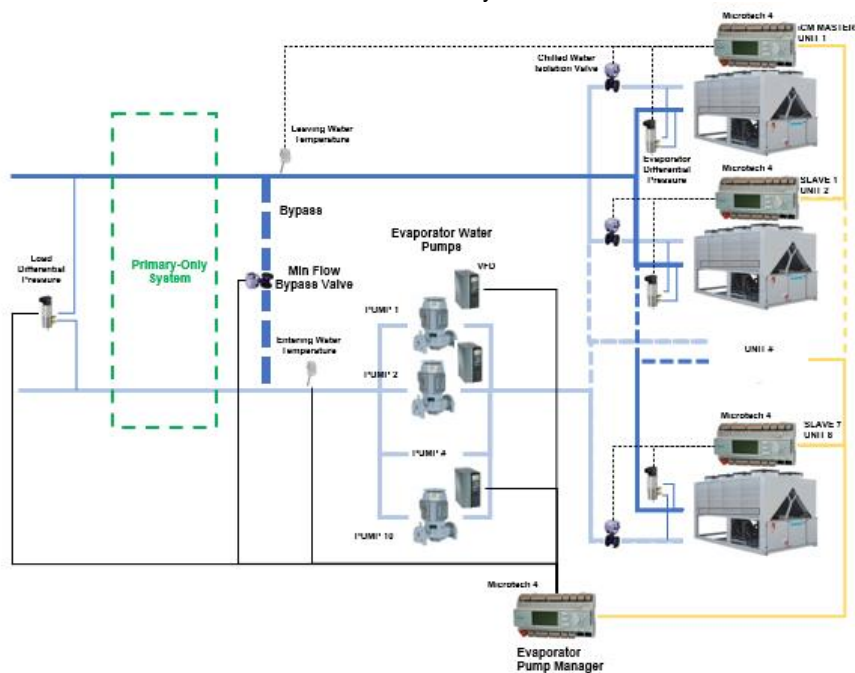 Microtech 4
iCM MASTER
UNIT 1
Chilled Water
Isolation Valve
Leaving Water
Temperature
Evaporator
Differential
Pressure
Microtech 4
SLAVE 1
UNIT 2
Bypass
Evaporator Water
Pumps
Load
Differential
Pressure
Primary-Only
System
Min Flow
Bypass Valve
VFD
PUMP 1
Entering Water
Temperature
PUMP 2
UNIT #
Microtech 4
SLAVE 7
UNIT 8
PUMP #
PUMP 10
Microtech 4
Evaporator
Pump Manager